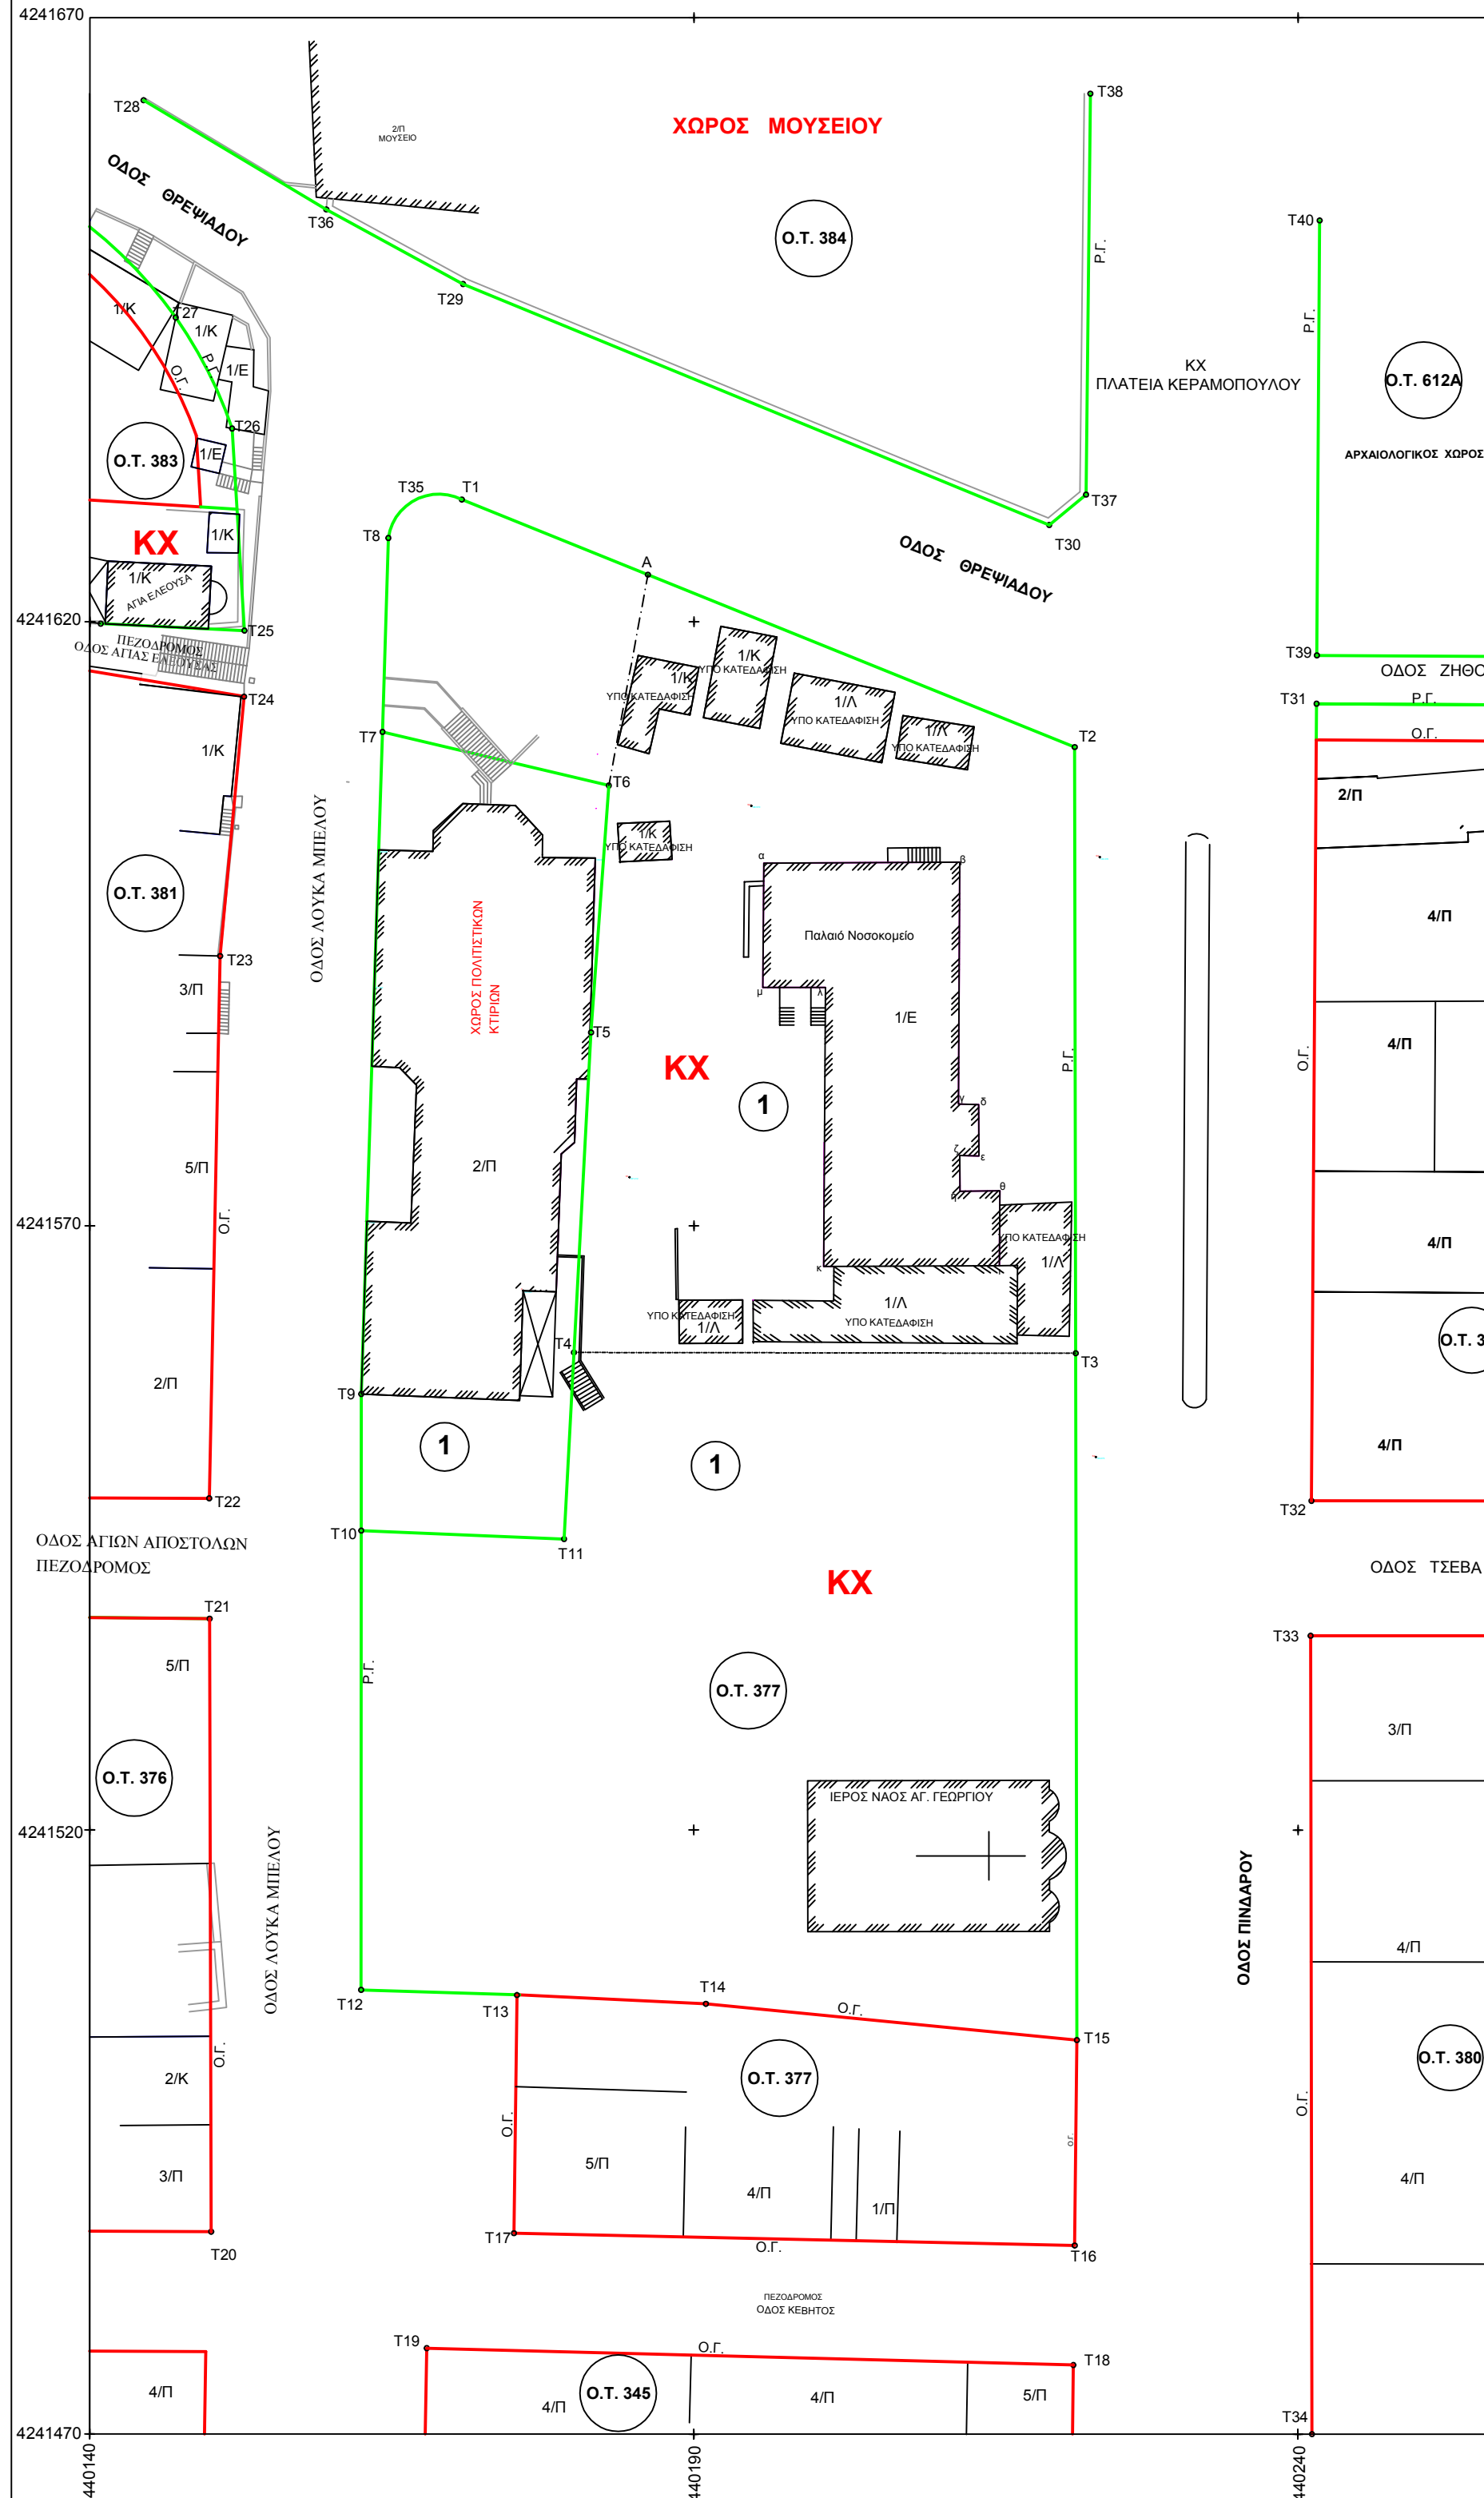 4241670
T28
2/Π
ΜΟΥΣΕΙΟ
ΧΩΡΟΣ ΜΟΥΣΕΙΟΥ
T38
ΟΔΟΣ ΘΡΕΨΙΑΔΟΥ
T36
Ο.Τ. 384
Ρ.Γ.
T40
T29
1/Κ
T27
1/Κ
Ρ.Γ.
Ο.Γ.
1/Ε
Ρ.Γ.
ΚΧ
ΠΛΑΤΕΙΑ ΚΕΡΑΜΟΠΟΥΛΟΥ
Ο.Τ. 612Α
T26
Ο.Τ. 383
1/Ε
ΑΡΧΑΙΟΛΟΓΙΚΟΣ ΧΩΡΟΣ
T35
T1
T37
T8
T30
ΚΧ
1/Κ
ΟΔΟΣ ΘΡΕΨΙΑΔΟΥ
A
1/Κ
ΑΓΙΑ ΕΛΕΟΥΣΑ
4241620
T25
ΠΕΖΟΔΡΟΜΟΣ
ΟΔΟΣ ΑΓΙΑΣ ΕΛΕΟΥΣΑΣ
1/Κ
ΥΠΟ ΚΑΤΕΔΑΦΙΣΗ
T39
ΟΔΟΣ ΖΗΘΟ
T24
1/Κ
ΥΠΟ ΚΑΤΕΔΑΦΙΣΗ
1/Λ
ΥΠΟ ΚΑΤΕΔΑΦΙΣΗ
T31
Ρ.Γ.
1/Λ
ΥΠΟ ΚΑΤΕΔΑΦΙΣΗ
T2
Ο.Γ.
T7
1/Κ
T6
2/Π
ΟΔΟΣ ΛΟΥΚΑ ΜΠΕΛΟΥ
1/Κ
ΥΠΟ ΚΑΤΕΔΑΦΙΣΗ
α
β
Ο.Τ. 381
4/Π
ΧΩΡΟΣ ΠΟΛΙΤΙΣΤΙΚΩΝ
ΚΤΙΡΙΩΝ
Παλαιό Νοσοκομείο
T23
3/Π
μ
λ
1/Ε
T5
4/Π
ΚΧ
Ρ.Γ.
Ο.Γ.
1
γ
δ
5/Π
2/Π
ζ
ε
θ
η
Ο.Γ.
4241570
ΥΠΟ ΚΑΤΕΔΑΦΙΣΗ
1/Λ
4/Π
κ
ι
1/Λ
ΥΠΟ ΚΑΤΕΔΑΦΙΣΗ
ΥΠΟ ΚΑΤΕΔΑΦΙΣΗ
1/Λ
T4
T3
Ο.Τ. 3
2/Π
T9
1
1
4/Π
T22
T32
T10
ΟΔΟΣ ΑΓΙΩΝ ΑΠΟΣΤΟΛΩΝ
ΠΕΖΟΔΡΟΜΟΣ
T11
ΟΔΟΣ ΤΣΕΒΑ
ΚΧ
T21
T33
5/Π
Ρ.Γ.
Ο.Τ. 377
3/Π
Ο.Τ. 376
ΙΕΡΟΣ ΝΑΟΣ ΑΓ. ΓΕΩΡΓΙΟΥ
4241520
ΟΔΟΣ ΛΟΥΚΑ ΜΠΕΛΟΥ
ΟΔΟΣ ΠΙΝΔΑΡΟΥ
4/Π
T12
T13
T14
Ο.Γ.
T15
Ο.Γ.
Ο.Τ. 377
Ο.Τ. 380
2/Κ
Ο.Γ.
Ο.Γ.
Ο.Γ.
5/Π
3/Π
4/Π
1/Π
4/Π
T17
Ο.Γ.
T16
T20
ΠΕΖΟΔΡΟΜΟΣ
ΟΔΟΣ ΚΕΒΗΤΟΣ
T19
Ο.Γ.
T18
4/Π
Ο.Τ. 345
4/Π
4/Π
5/Π
T34
4241470
440140
440190
440240